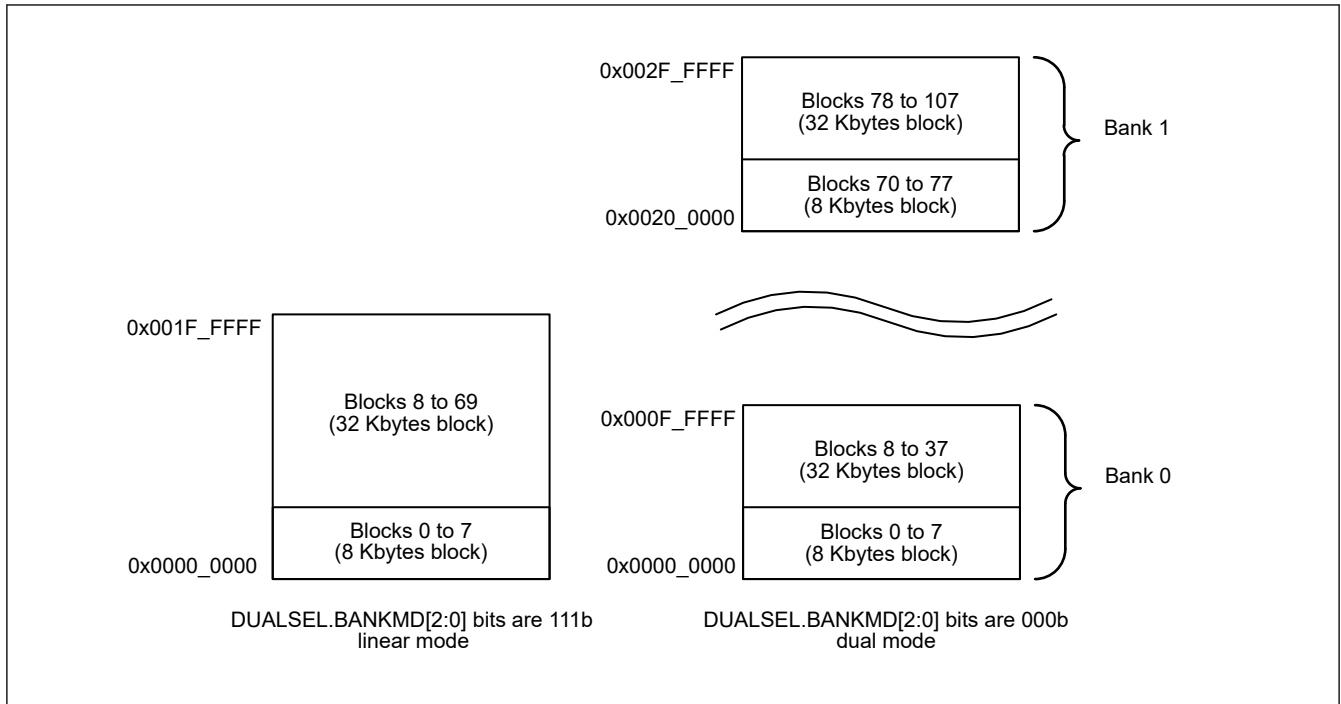 0x002F_FFFF
Blocks 78 to 107
(32 Kbytes block)
Bank 1
Blocks 70 to 77
(8 Kbytes block)
0x0020_0000
0x001F_FFFF
Blocks 8 to 69
(32 Kbytes block)
Blocks 0 to 7
(8 Kbytes block)
0x0000_0000
DUALSEL.BANKMD[2:0] bits are 111b
linear mode
0x000F_FFFF
Blocks 8 to 37
(32 Kbytes block)
Bank 0
Blocks 0 to 7
(8 Kbytes block)
0x0000_0000
DUALSEL.BANKMD[2:0] bits are 000b
dual mode